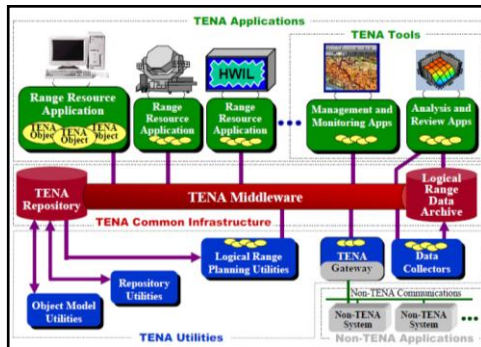 TENA Applications
TENA Tools
HWIL
Range Resource
Application
TENA
Object
TENA
Object
TENA
Object
Range
Resource
Application
Range
Resource
Application
Management and
Monitoring Apps
Analysis and
Review Apps
TENA
Repository
TENA Middleware
Logical
Range
Data
Archive
TENA Common Infrastructure
Logical Range
Planning Utilities
TENA
Gateway
Data
Collectors
Repository
Utilities
Object Model
Utilities
Non-TENA Communications
Non-TENA
System
Non-TENA
System
TENA Utilities
Non-TENA Applications